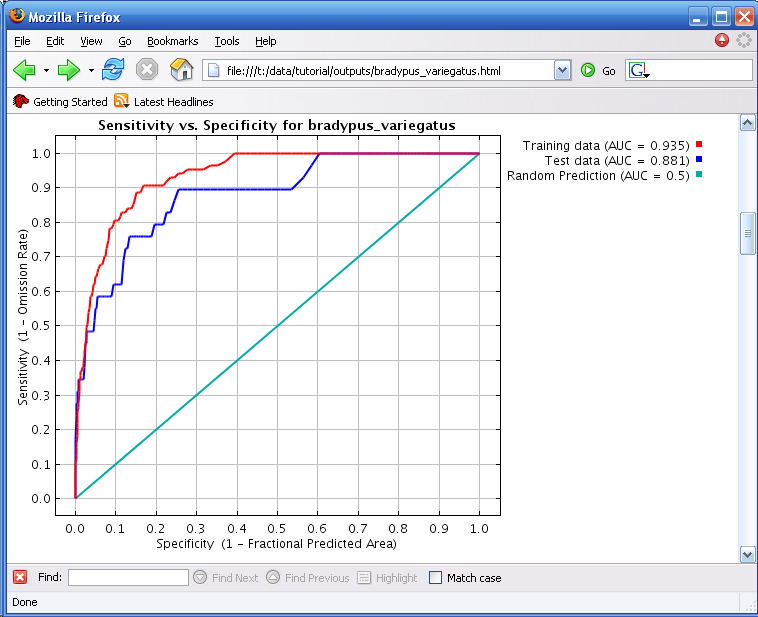 Mozilla Firefox
File Edit View Go Bookmarks Tools Help
file:///t:/data/tutorial/outputs/bradypus_variegatus.html
Go
G
Getting Started
Latest Headlines
Sensitivity vs. Specificity for bradypus_variegatus
Training data (AUC = 0.935)
Test data (AUC = 0.881)
Random Prediction (AUC = 0.5)
Sensitivity (1 - Omission Rate)
1.0
0.9
0.8
0.7
0.6
0.5
0.4
0.3
0.2
0.1
0.0
0.0 0.1 0.2 0.3 0.4 0.5 0.6 0.7 0.8 0.9 1.0
Specificity (1 - Fractional Predicted Area)
Find: Find Next Find Previous Highlight Match case
Done